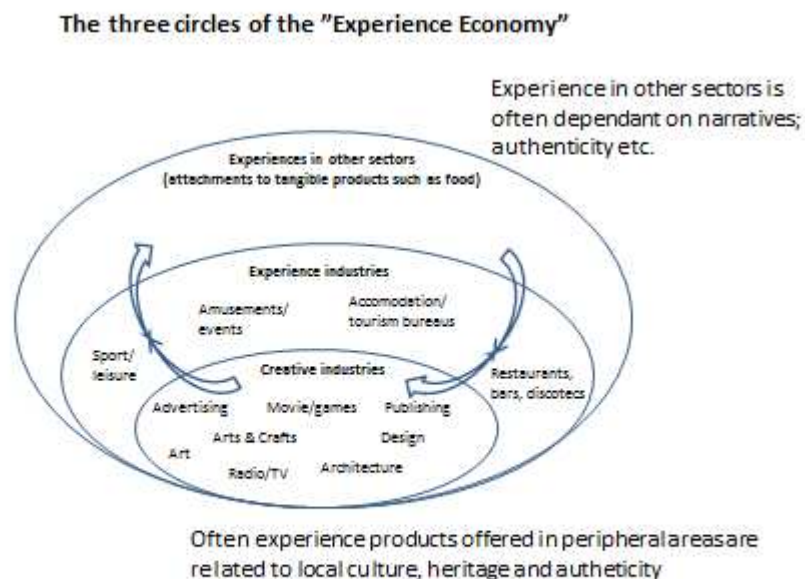 The three circles of the ”Experience Economy”
Experience in other sectors is
often dependant on narratives;
authenticity etc.
Experiences in other sectors
(attachments to tangible products such as food)
Experience industries
Amusements/
events
Accomodation/
tourism bureaus
Sport/
leisure
Creative industries
Restaurants,
bars, discotecs
Advertising
Movie/games
Publishing
Arts & Crafts
Design
Art
Radio/TV
Architecture
Often experience products offered in peripheral areas are
related to local culture, heritage and autheticity